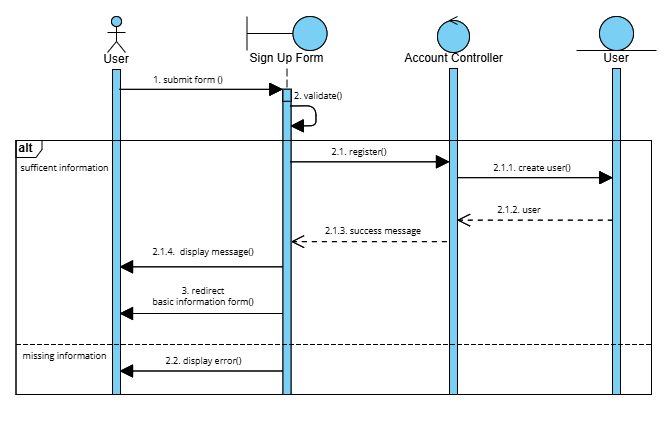 User
Sign Up Form
Account Controller
User
1. submit form ()
2. validate()
alt
sufficent information
2.1. register()
2.1.1. create user()
2.1.2. user
2.1.3. success message
2.1.4. display message()
3. redirect
basic information form()
missing information
2.2. display error()